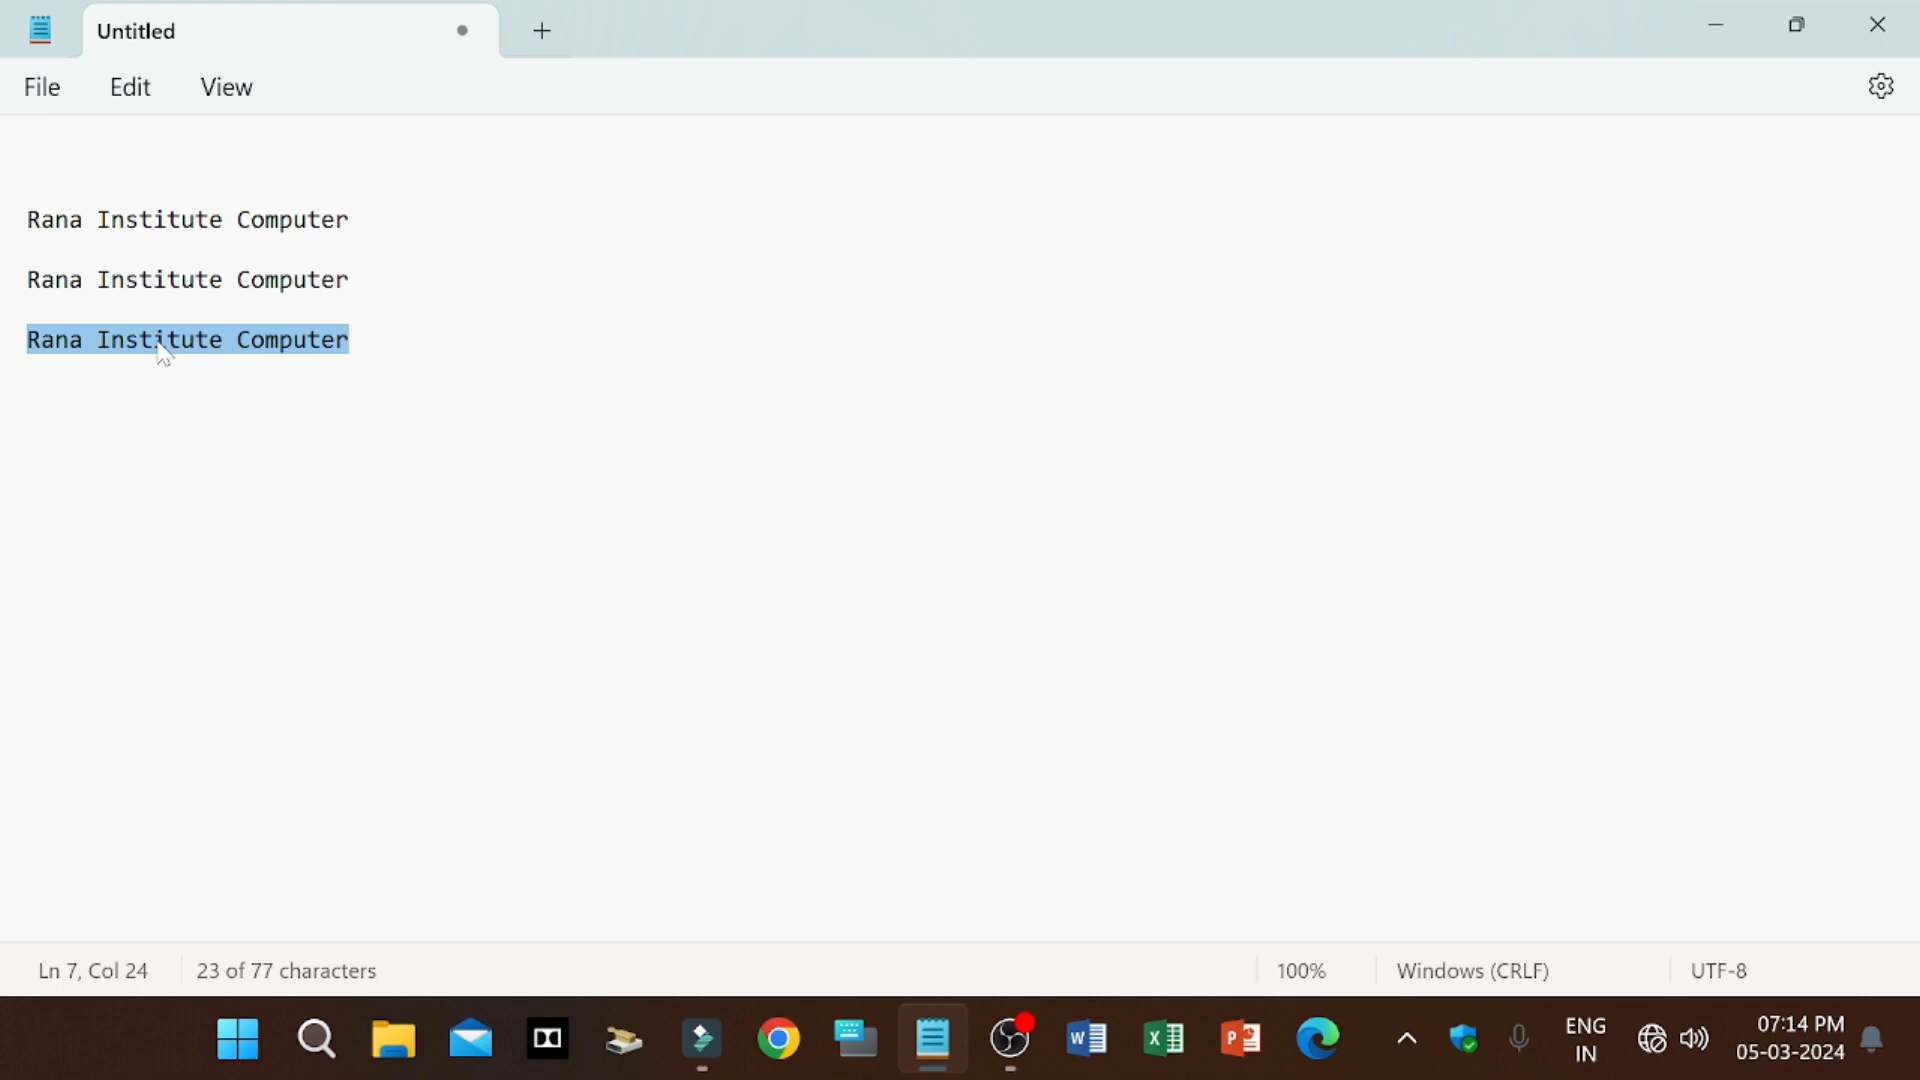 Untitled
File Edit View
Rana Institute Computer
Rana Institute Computer
Rana Institute Computer
Ln 7, Col 24 23 of 77 characters 100% Windows (CRLF) UTF-8
ENG
IN
07:14 PM
05-03-2024